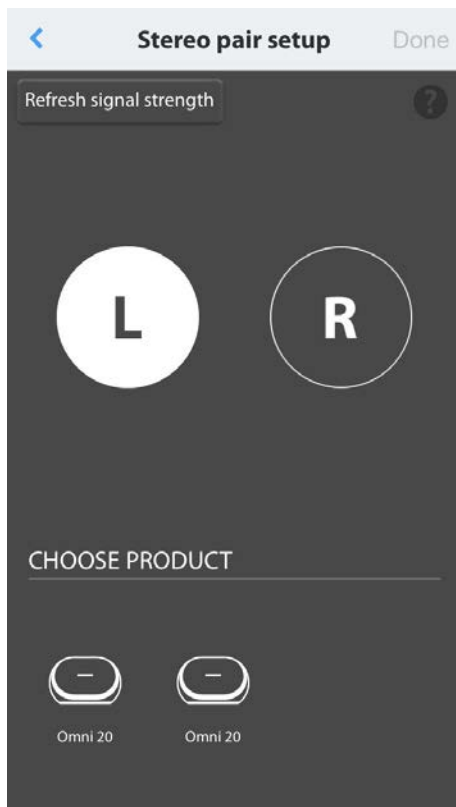 Stereo pair setup Done
Refresh signal strength ?
L R
CHOOSE PRODUCT
Omni 20 Omni 20